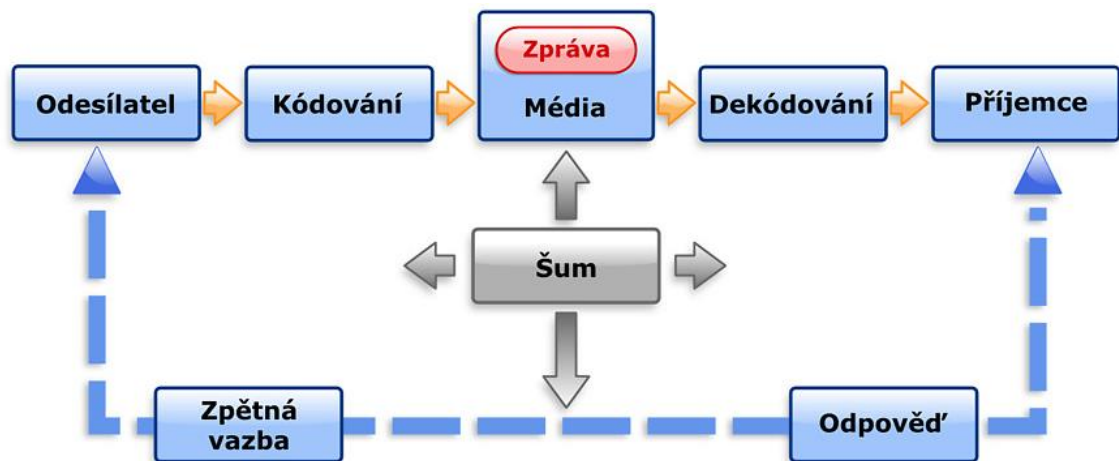 Zpráva
Odesílatel
Kódování
Média
Dekódování
Příjemce
Šum
Zpětná
vazba
Odpověď